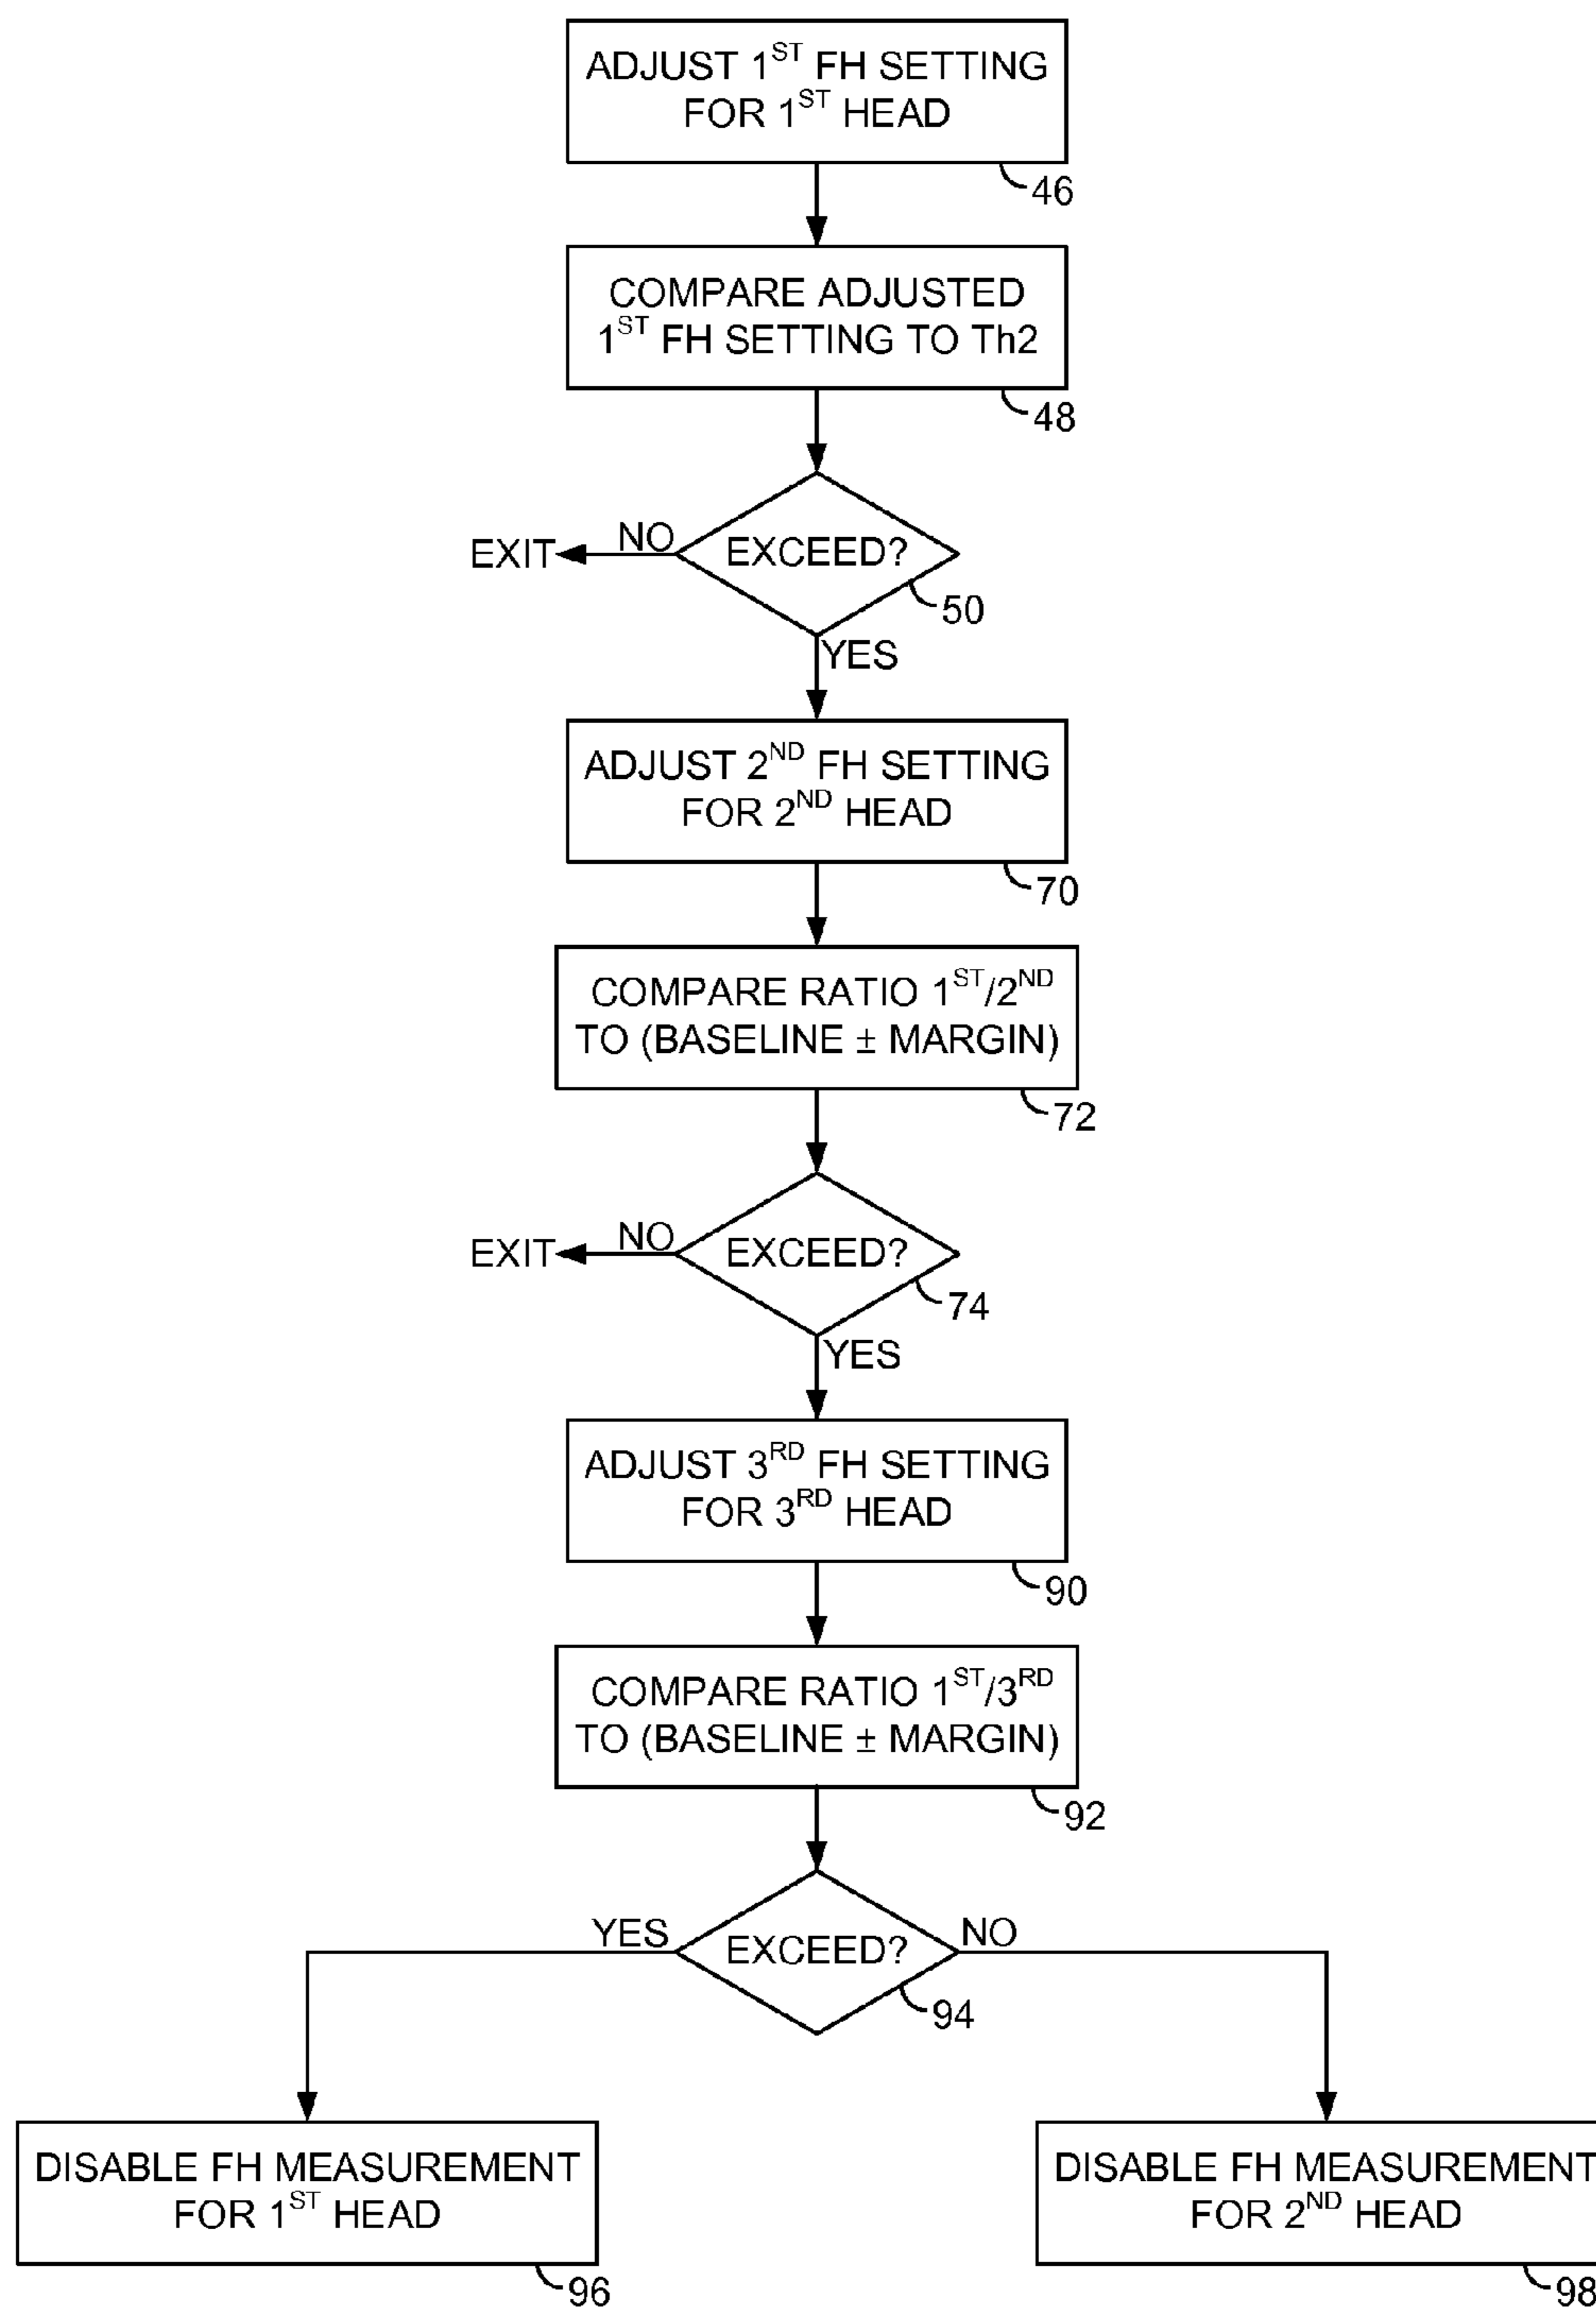 ADJUST 1ST FH SETTING
FOR 1ST HEAD
46
COMPARE ADJUSTED
1ST FH SETTING TO Th2
48
EXIT
NO
EXCEED?
50
YES
ADJUST 2ND FH SETTING
FOR 2ND HEAD
70
COMPARE RATIO 1ST/2ND
TO (BASELINE ± MARGIN)
72
EXIT
NO
EXCEED?
74
YES
ADJUST 3RD FH SETTING
FOR 3RD HEAD
90
COMPARE RATIO 1ST/3RD
TO (BASELINE ± MARGIN)
92
YES
EXCEED?
NO
94
DISABLE FH MEASUREMENT
FOR 1ST HEAD
96
DISABLE FH MEASUREMENT
FOR 2ND HEAD
98